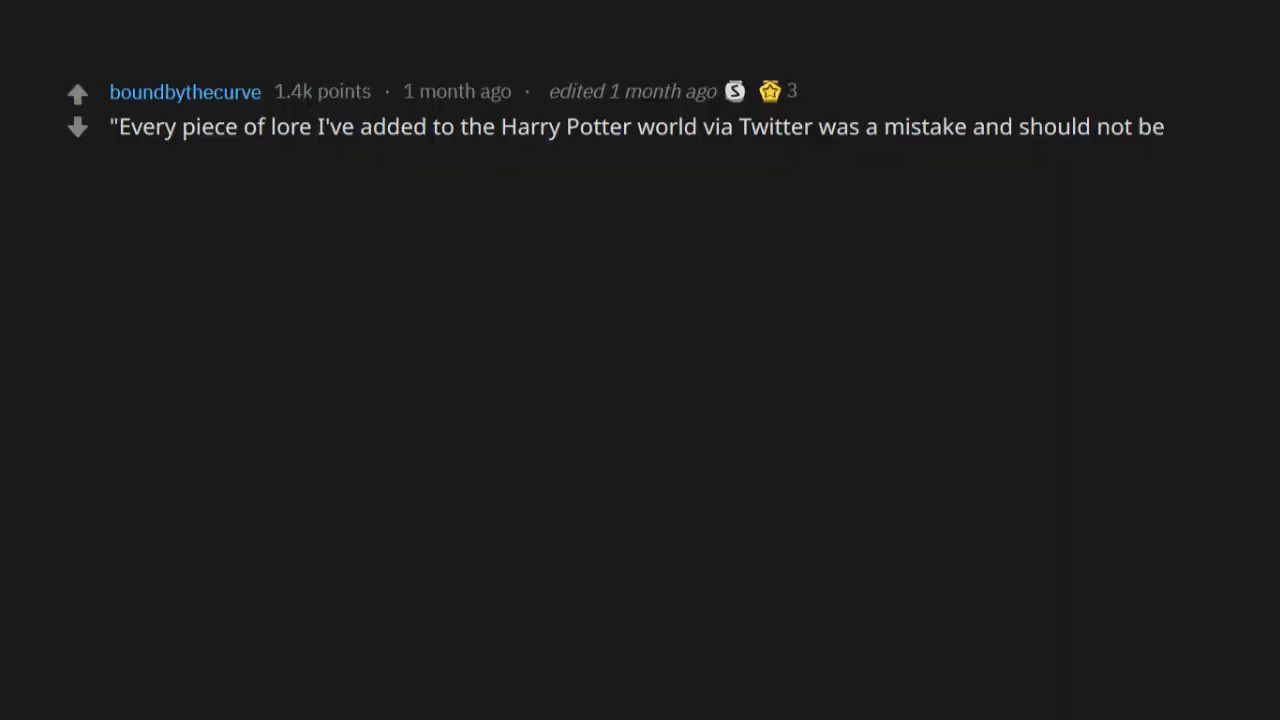 boundbythecurve 1.4k points · 1 month ago · edited 1 month ago S 3
"Every piece of lore I've added to the Harry Potter world via Twitter was a mistake and should not be